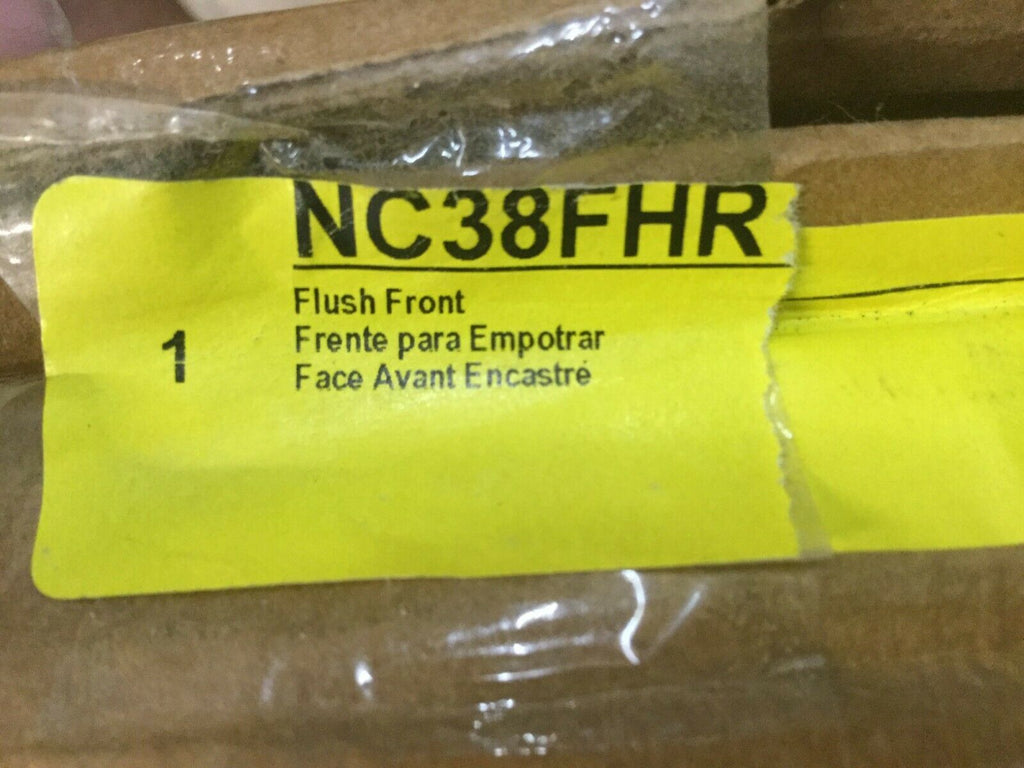 NC38FHR
Flush Front
1
Frente para Empotrar
Face Avant Encastré